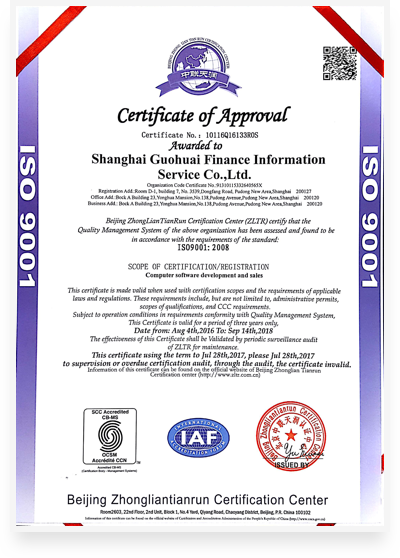 BEIJING ZHONG LIAN TIAN RUN CERTIFICATION CENTER
中联天润
Certificate of Approval
Certificate No.: 10116Q16133R0S
Awarded to
Shanghai Guohuai Finance Information
Service Co.,Ltd.
Organization Code Certificate No:91310115332640565X
Registration Add.:Room D-1, building 7, No. 3539,Dongfang Road, Pudong New Area,Shanghai 200127
Office Add.:Bock A Building 23,Yonghua Mansion,No.138,Pudong Avenue,Pudong New Area,Shanghai 200120
Business Add.: Bock A Building 23,Yonghua Mansion,No.138,Pudong Avenue,Pudong New Area,Shanghai 200120
Beijing ZhongLianTianRun Certification Center (ZLTR) certify that the
Quality Management System of the above organization has been assessed and found to be
in accordance with the requirements of the standard:
ISO9001: 2008
SCOPE OF CERTIFICATION/REGISTRATION
Computer software development and sales
This certificate is made valid when used with certification scopes and the requirements of applicable
laws and regulations. These requirements include, but are not limited to, administrative permits,
scopes of qualifications, and CCC requirements.
Subject to operation conditions in requirements conformity with Quality Management System,
This Certificate is valid for a period of three years only,
Date from: Aug 4th,2016 To: Sep 14th,2018
The effectiveness of this Certificate shall be Validated by periodic surveillance audit
of ZLTR for maintenance.
This certificate using the term to Jul 28th,2017, please Jul 28th,2017
to supervision or overdue certification audit, through the audit, the certificate invalid.
Information of this certificate can be found on the official website of Beijing Zhonglian Tianrun
Certification center (http://www.zltr.com.cn)
ISO 9001
ISO 9001
SCC Accredited
CB-MS
OCSM
Accrédité CCN
Accredited CB-MS
(Certification Body - Management Systems)
INTERNATIONAL
IAF
ACCREDITATION FORUM
Beijing Zhongliantianrun Certification Center
ISSUED BY
Beijing Zhongliantianrun Certification Center
Room2603, 22nd Floor, 2nd Unit, Block 1, No.4 Yard, Qiyang Road, Chaoyang District, Beijing, P.R. China 100102
Information of this certificate can be found on the official website of Certification and Accreditation Administration of the People's Republic of China (http://www.cnca.gov.cn)